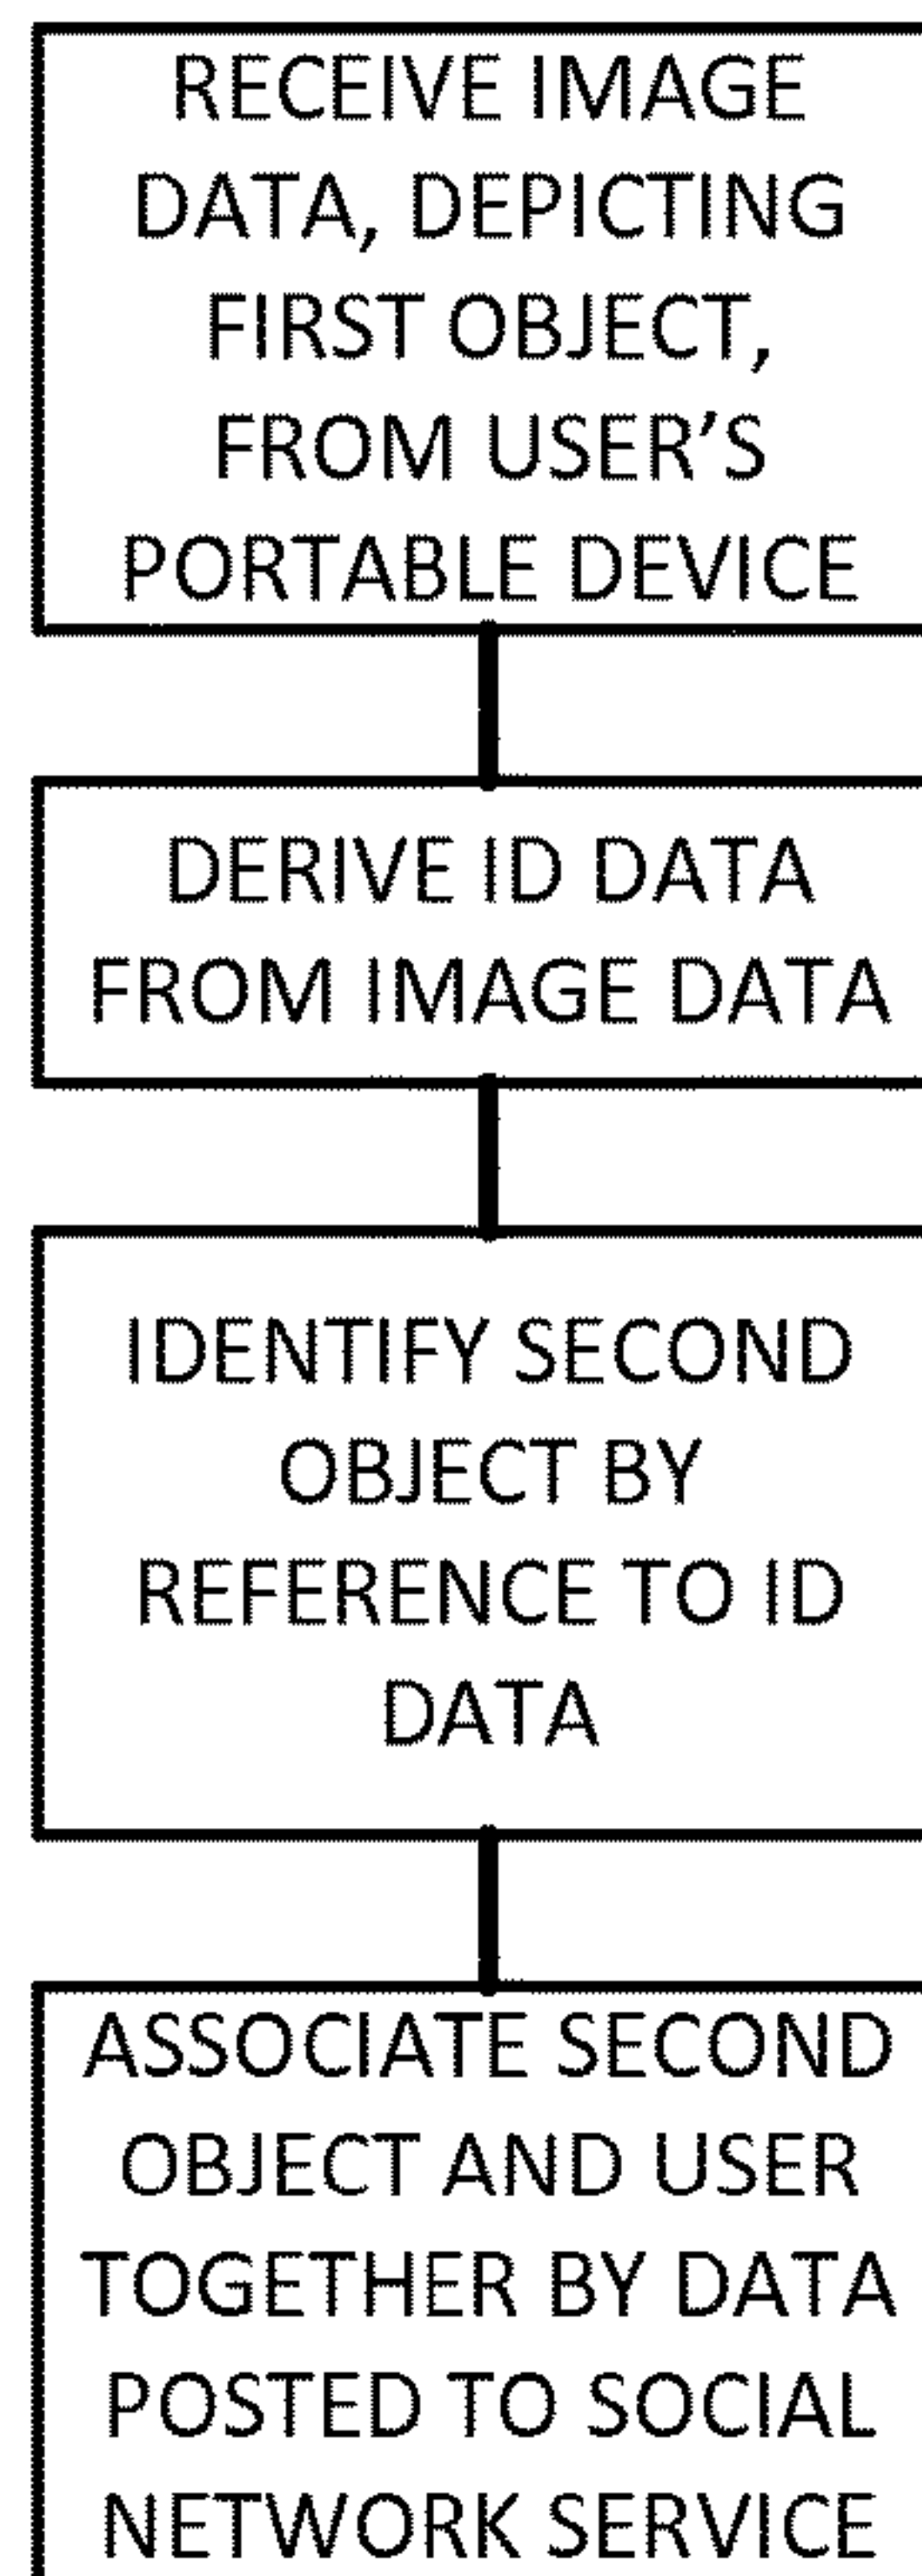 RECEIVE IMAGE
DATA, DEPICTING
FIRST OBJECT,
FROM USER’S
PORTABLE DEVICE
DERIVE ID DATA
FROM IMAGE DATA
IDENTIFY SECOND
OBJECT BY
REFERENCE TO ID
DATA
ASSOCIATE SECOND
OBJECT AND USER
TOGETHER BY DATA
POSTED TO SOCIAL
NETWORK SERVICE